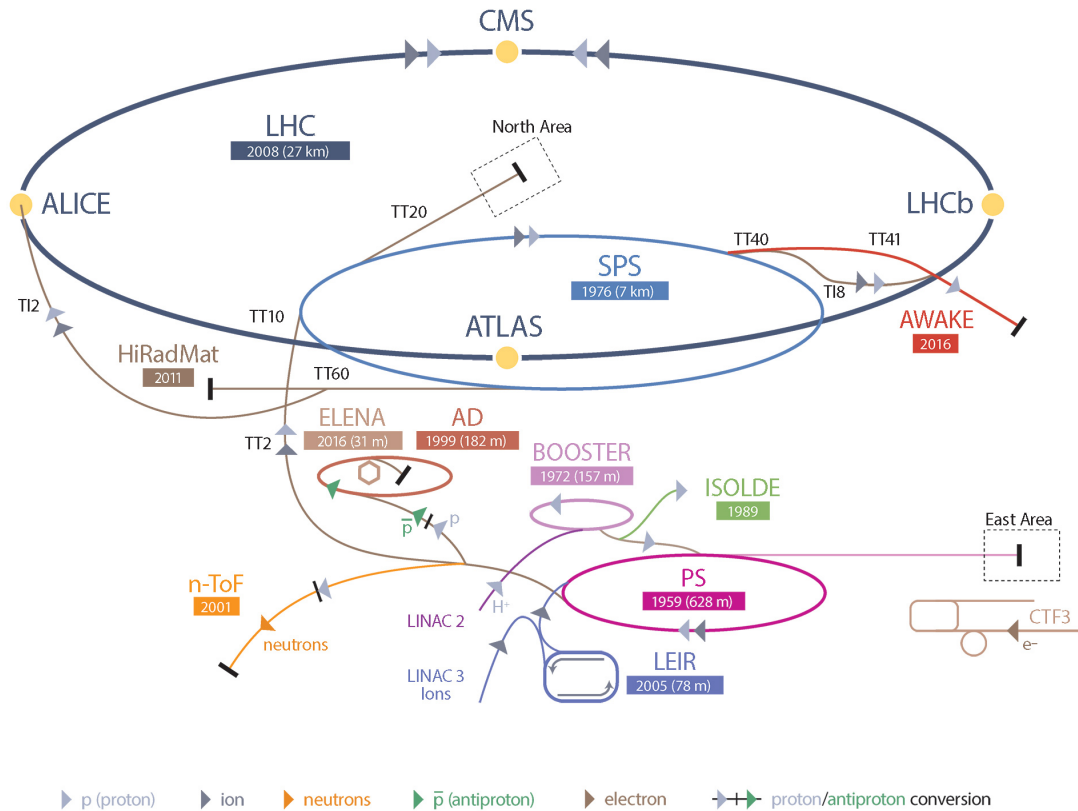 CMS
LHC
2008 (27 km)
North Area
ALICE
LHCb
TT20
TT40
TT41
SPS
1976 (7 km)
TI8
TI2
TT10
ATLAS
AWAKE
2016
HiRadMat
2011
TT60
ELENA
2016 (31 m)
AD
1999 (182 m)
TT2
BOOSTER
1972 (157 m)
ISOLDE
1989
p̅
p
East Area
n-ToF
2001
PS
1959 (628 m)
LINAC 2
H⁺
neutrons
CTF3
e–
LINAC 3
Ions
LEIR
2005 (78 m)
p (proton)
ion
neutrons
p̅ (antiproton)
electron
proton/antiproton conversion